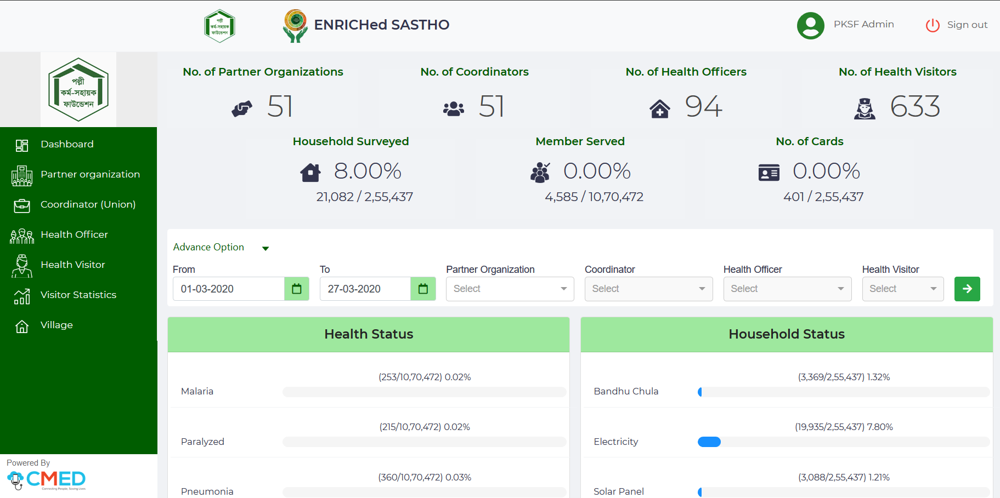 পল্লী
কর্ম-সহায়ক
ফাউন্ডেশন
ENRICHed SASTHO
PKSF Admin
Sign out
পল্লী
কর্ম-সহায়ক
ফাউন্ডেশন
Dashboard
Partner organization
Coordinator (Union)
Health Officer
Health Visitor
Visitor Statistics
Village
Powered By
CMED
Connecting People, Saving Lives
No. of Partner Organizations
51
No. of Coordinators
51
No. of Health Officers
94
No. of Health Visitors
633
Household Surveyed
8.00%
21,082 / 2,55,437
Member Served
0.00%
4,585 / 10,70,472
No. of Cards
0.00%
401 / 2,55,437
Advance Option
From
01-03-2020
To
27-03-2020
Partner Organization
Select
Coordinator
Select
Health Officer
Select
Health Visitor
Select
Health Status
(253/10,70,472) 0.02%
Malaria
(215/10,70,472) 0.02%
Paralyzed
(360/10,70,472) 0.03%
Pneumonia
Household Status
(3,369/2,55,437) 1.32%
Bandhu Chula
(19,935/2,55,437) 7.80%
Electricity
(3,088/2,55,437) 1.21%
Solar Panel